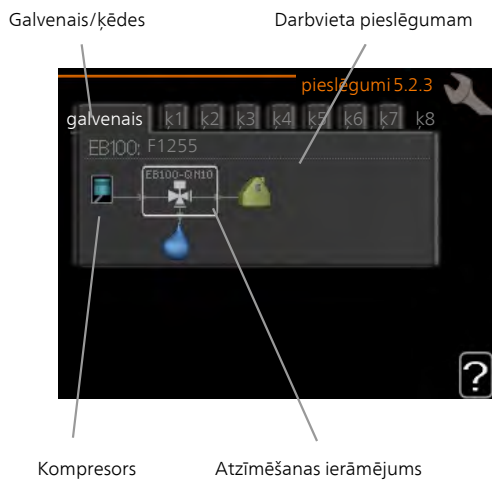 Galvenais/ķēdes
Darbvieta pieslēgumam
pieslēgumi 5.2.3
galvenais ķ1 ķ2 ķ3 ķ4 ķ5 ķ6 ķ7 ķ8
EB100: F1255
EB100-QN10
?
Kompresors
Atzīmēšanas ierāmējums